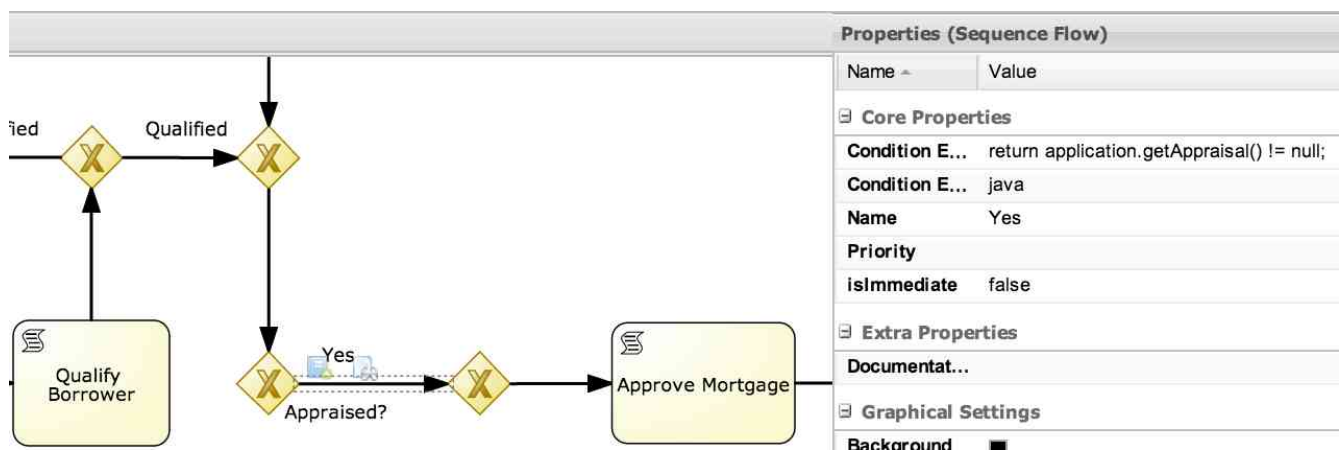 Properties (Sequence Flow)
Name Value
Core Properties
Condition E... return application.getAppraisal() != null;
Condition E... java
Name Yes
Priority
isImmediate false
Extra Properties
Documentat...
Graphical Settings
Background
fied
Qualified
Qualify
Borrower
Yes
Appraised?
Approve Mortgage